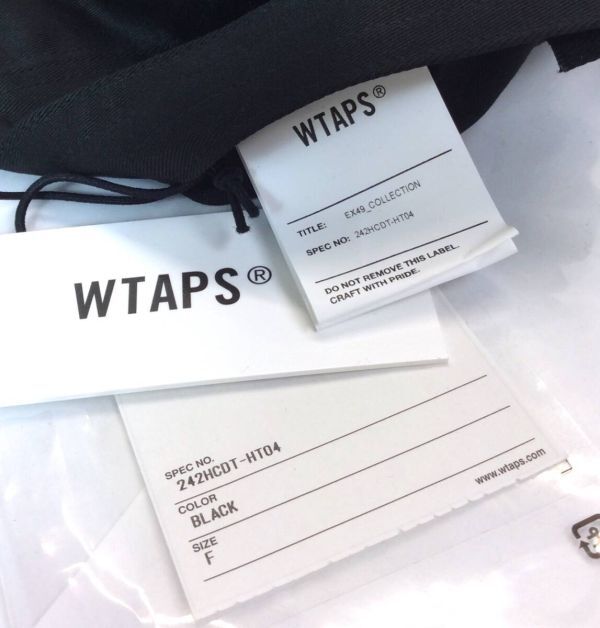 WTAPS®
TITLE: EX49_COLLECTION
SPEC NO: 242HCDT-HT04
DO NOT REMOVE THIS LABEL.
CRAFT WITH PRIDE.
WTAPS®
SPEC NO.
242HCDT-HT04
COLOR
BLACK
SIZE
F
www.wtaps.com